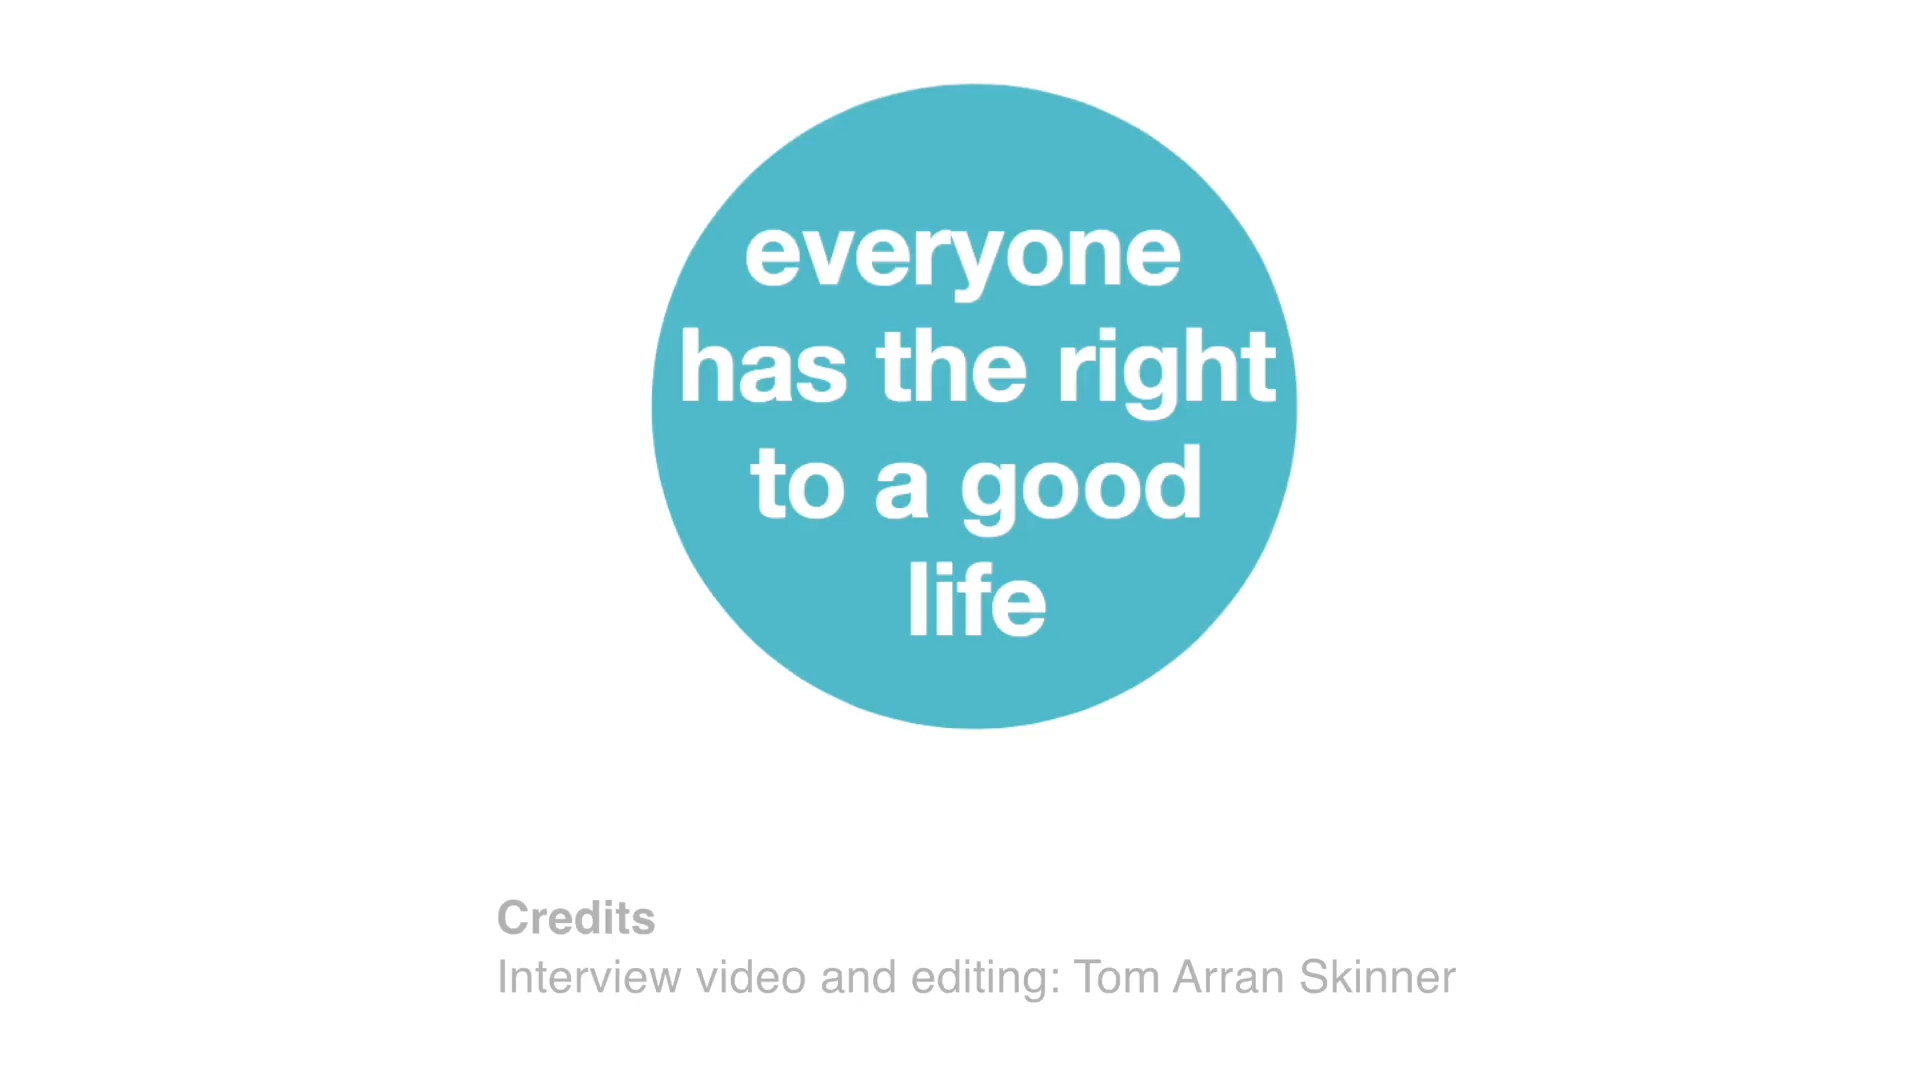 everyone
has the right
to a good
life
Credits
Interview video and editing: Tom Arran Skinner